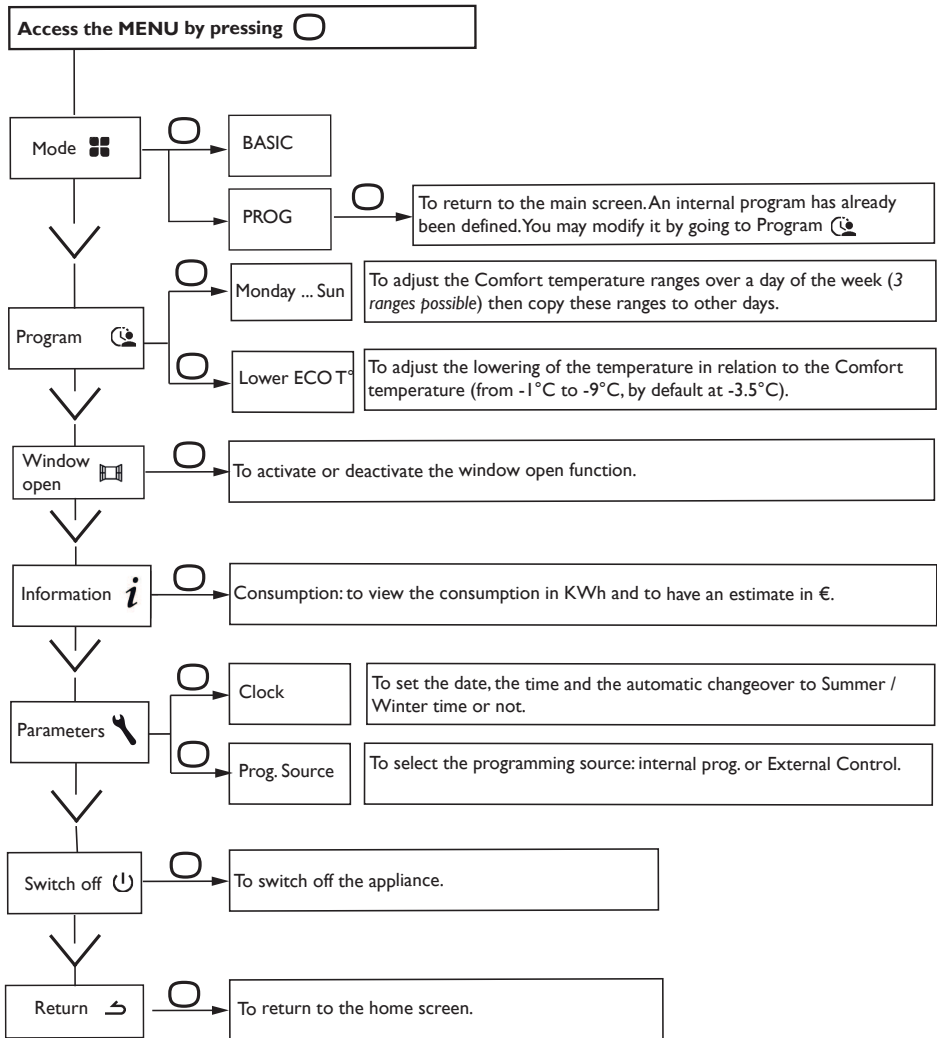 Access the MENU by pressing
Mode
BASIC
PROG
To return to the main screen. An internal program has already
been defined. You may modify it by going to Program
Program
Monday ... Sun
To adjust the Comfort temperature ranges over a day of the week (3
ranges possible) then copy these ranges to other days.
Lower ECO T°
To adjust the lowering of the temperature in relation to the Comfort
temperature (from -1°C to -9°C, by default at -3.5°C).
Window
open
To activate or deactivate the window open function.
Information i
Consumption: to view the consumption in KWh and to have an estimate in €.
Parameters
Clock
To set the date, the time and the automatic changeover to Summer /
Winter time or not.
Prog. Source
To select the programming source: internal prog. or External Control.
Switch off
To switch off the appliance.
Return
To return to the home screen.